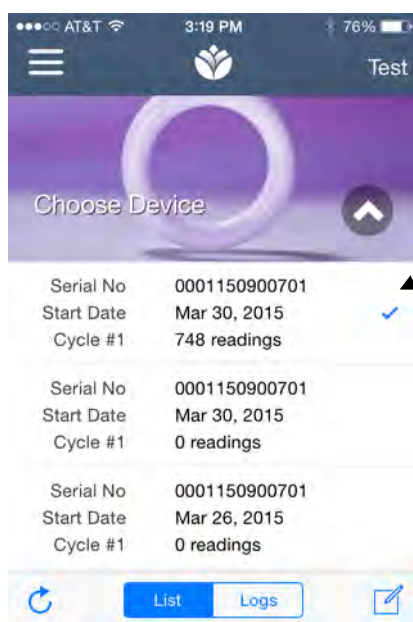 AT&T 3:19 PM 76%
Test
Choose Device
Serial No 0001150900701
Start Date Mar 30, 2015
Cycle #1 748 readings
Serial No 0001150900701
Start Date Mar 30, 2015
Cycle #1 0 readings
Serial No 0001150900701
Start Date Mar 26, 2015
Cycle #1 0 readings
List Logs